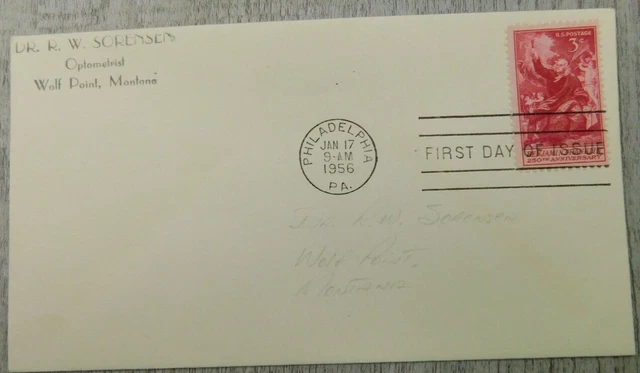 DR. R. W. SORENSEN
Optometrist
Wolf Point, Montana
U.S. POSTAGE
3¢
PHILADELPHIA
JAN 17
9-AM
1956
PA.
FIRST DAY OF ISSUE
250TH ANNIVERSARY
Dr. R.W. Sorensen
Wolf Point,
Montana